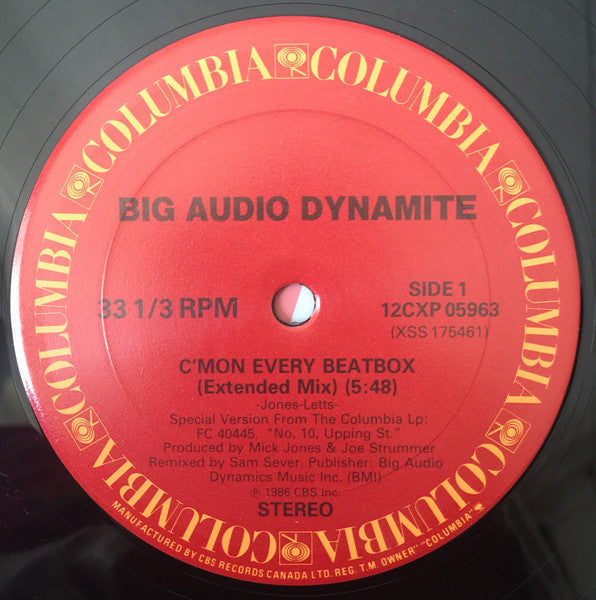 COLUMBIA COLUMBIA COLUMBIA COLUMBIA COLUMBIA COLUMBIA COLUMBIA COLUMBIA
BIG AUDIO DYNAMITE
33 1/3 RPM
SIDE 1
12CXP 05963
(XSS 175461)
C'MON EVERY BEATBOX
(Extended Mix) (5:48)
-Jones-Letts-
Special Version From The Columbia Lp:
FC 40445. "No. 10, Upping St."
Produced by Mick Jones & Joe Strummer
Remixed by Sam Sever. Publisher: Big Audio
Dynamics Music Inc. (BMI)
℗ 1986 CBS Inc.
STEREO
MANUFACTURED BY CBS RECORDS CANADA LTD. REG. T.M. OWNER "COLUMBIA"